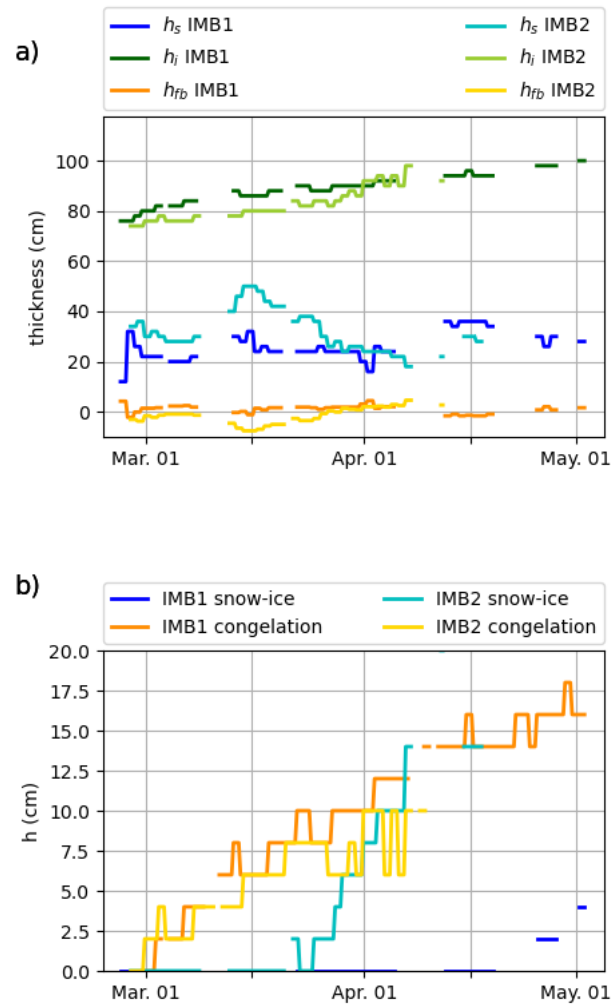 h_s IMB1 h_s IMB2
a) h_i IMB1 h_i IMB2
h_fb IMB1 h_fb IMB2
100
80
60
40
20
0
thickness (cm)
Mar. 01 Apr. 01 May. 01
b) IMB1 snow-ice IMB2 snow-ice
IMB1 congelation IMB2 congelation
20.0
17.5
15.0
12.5
10.0
7.5
5.0
2.5
0.0
h (cm)
Mar. 01 Apr. 01 May. 01